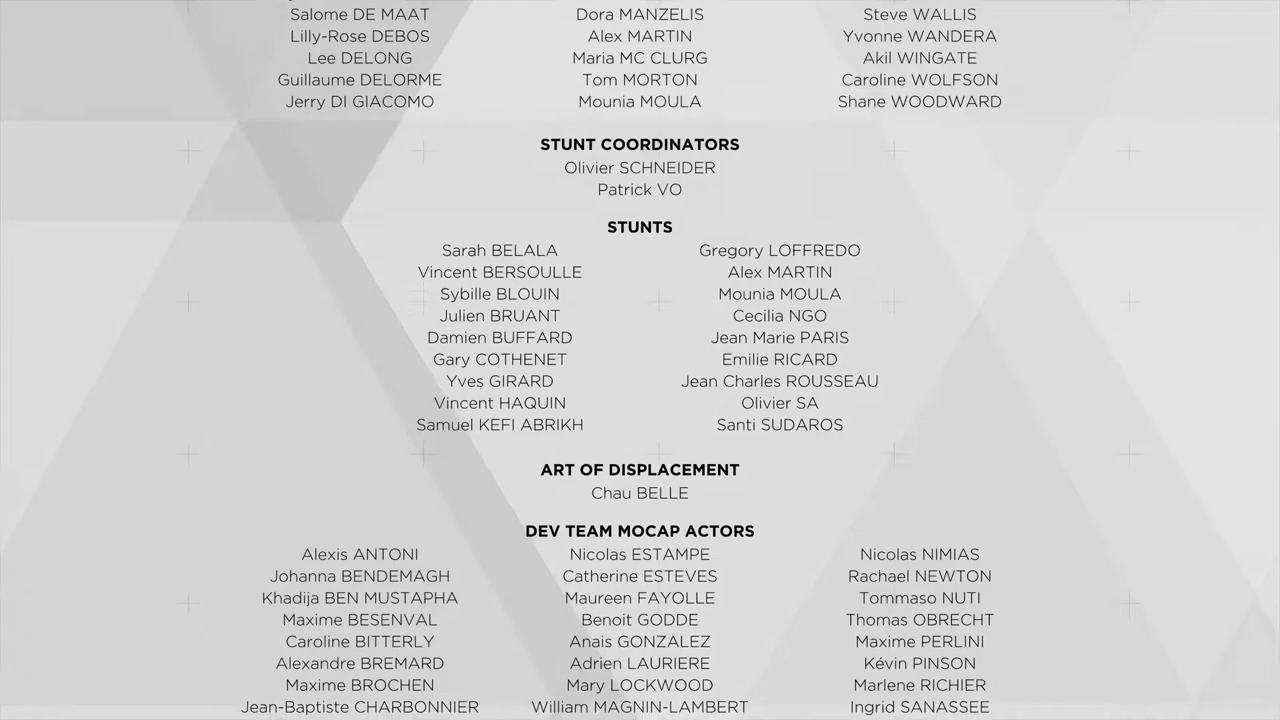 Salome DE MAAT
Lilly-Rose DEBOS
Lee DELONG
Guillaume DELORME
Jerry DI GIACOMO
Dora MANZELIS
Alex MARTIN
Maria MC CLURG
Tom MORTON
Mounia MOULA
Steve WALLIS
Yvonne WANDERA
Akil WINGATE
Caroline WOLFSON
Shane WOODWARD
STUNT COORDINATORS
Olivier SCHNEIDER
Patrick VO
STUNTS
Sarah BELALA
Vincent BERSOULLE
Sybille BLOUIN
Julien BRUANT
Damien BUFFARD
Gary COTHENET
Yves GIRARD
Vincent HAQUIN
Samuel KEFI ABRIKH
Gregory LOFFREDO
Alex MARTIN
Mounia MOULA
Cecilia NGO
Jean Marie PARIS
Emilie RICARD
Jean Charles ROUSSEAU
Olivier SA
Santi SUDAROS
ART OF DISPLACEMENT
Chau BELLE
DEV TEAM MOCAP ACTORS
Alexis ANTONI
Johanna BENDEMAGH
Khadija BEN MUSTAPHA
Maxime BESENVAL
Caroline BITTERLY
Alexandre BREMARD
Maxime BROCHEN
Jean-Baptiste CHARBONNIER
Nicolas ESTAMPE
Catherine ESTEVES
Maureen FAYOLLE
Benoit GODDE
Anais GONZALEZ
Adrien LAURIERE
Mary LOCKWOOD
William MAGNIN-LAMBERT
Nicolas NIMIAS
Rachael NEWTON
Tommaso NUTI
Thomas OBRECHT
Maxime PERLINI
Kévin PINSON
Marlene RICHIER
Ingrid SANASSEE